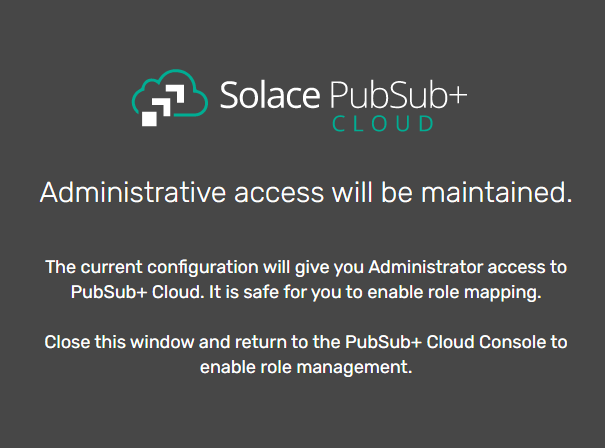 Solace PubSub+
CLOUD
Administrative access will be maintained.
The current configuration will give you Administrator access to
PubSub+ Cloud. It is safe for you to enable role mapping.
Close this window and return to the PubSub+ Cloud Console to
enable role management.